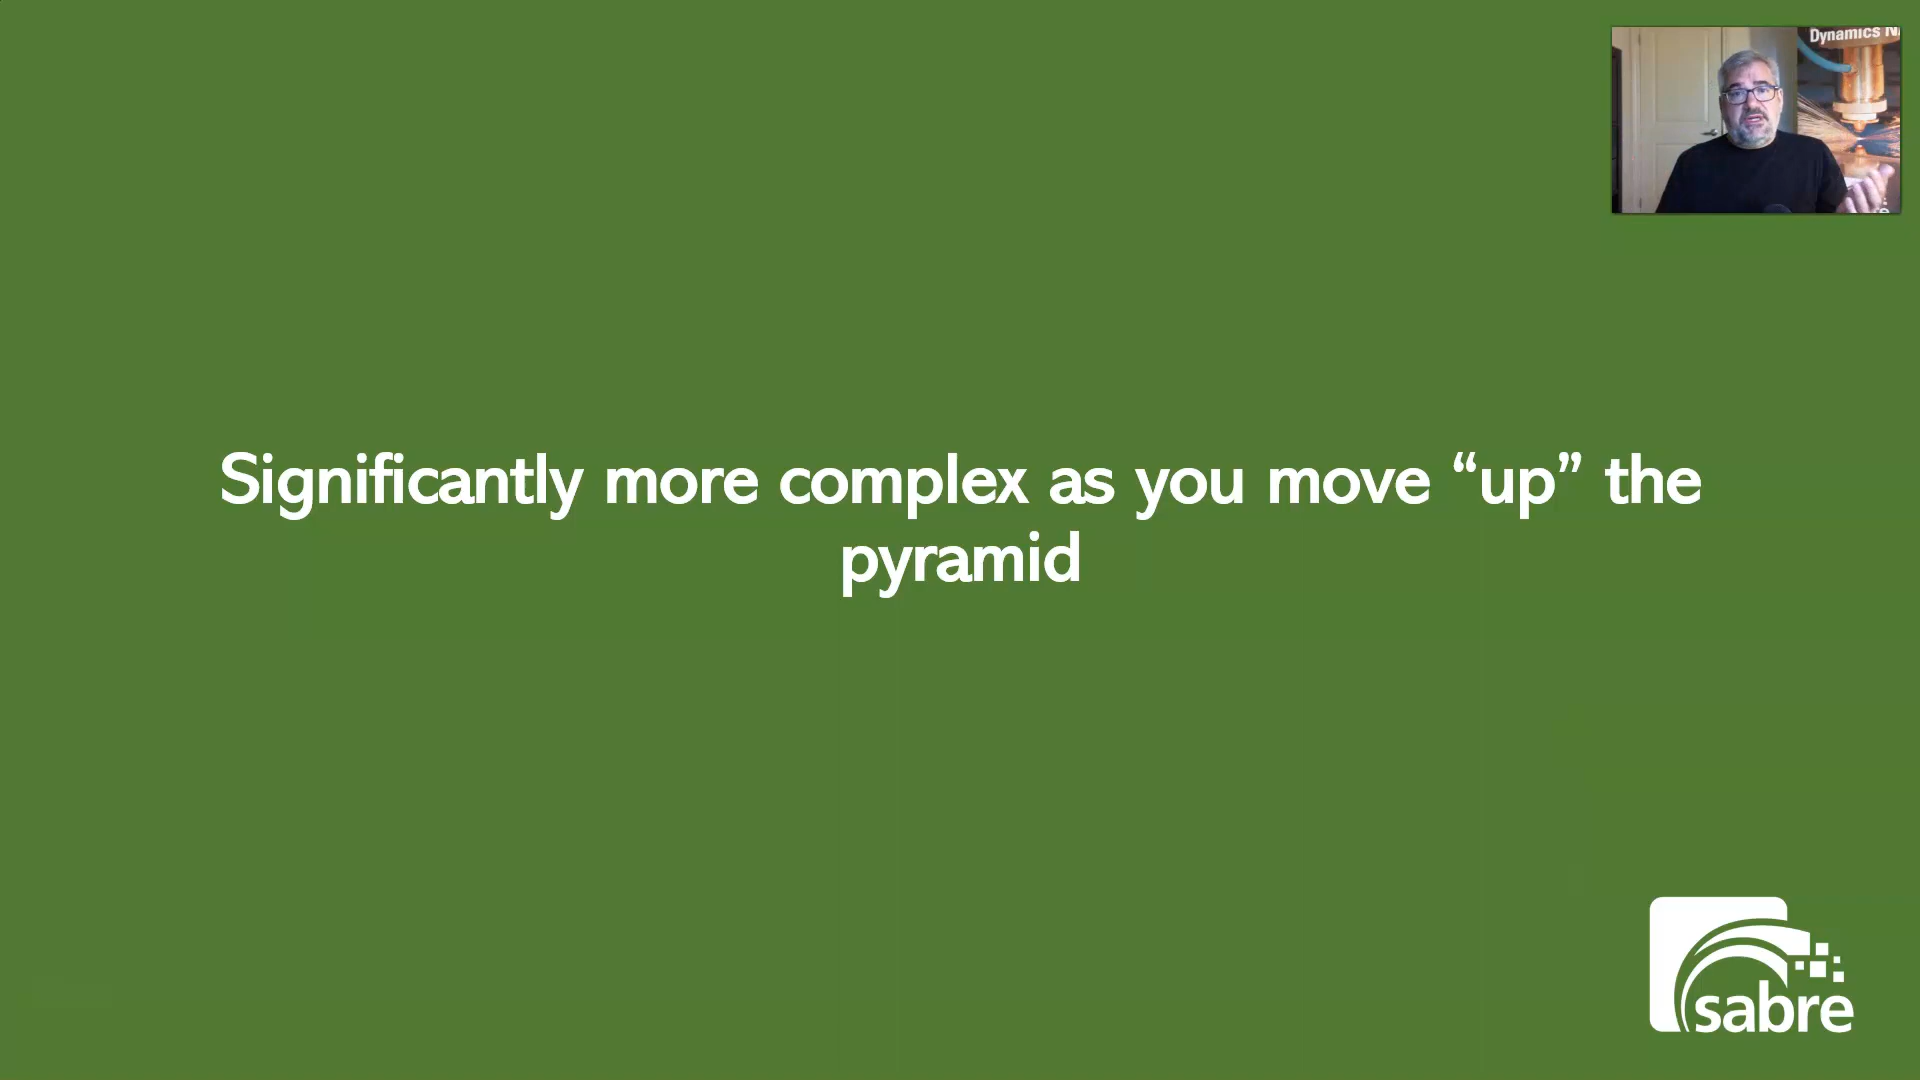 Dynamics
Significantly more complex as you move “up” the
pyramid
sabre